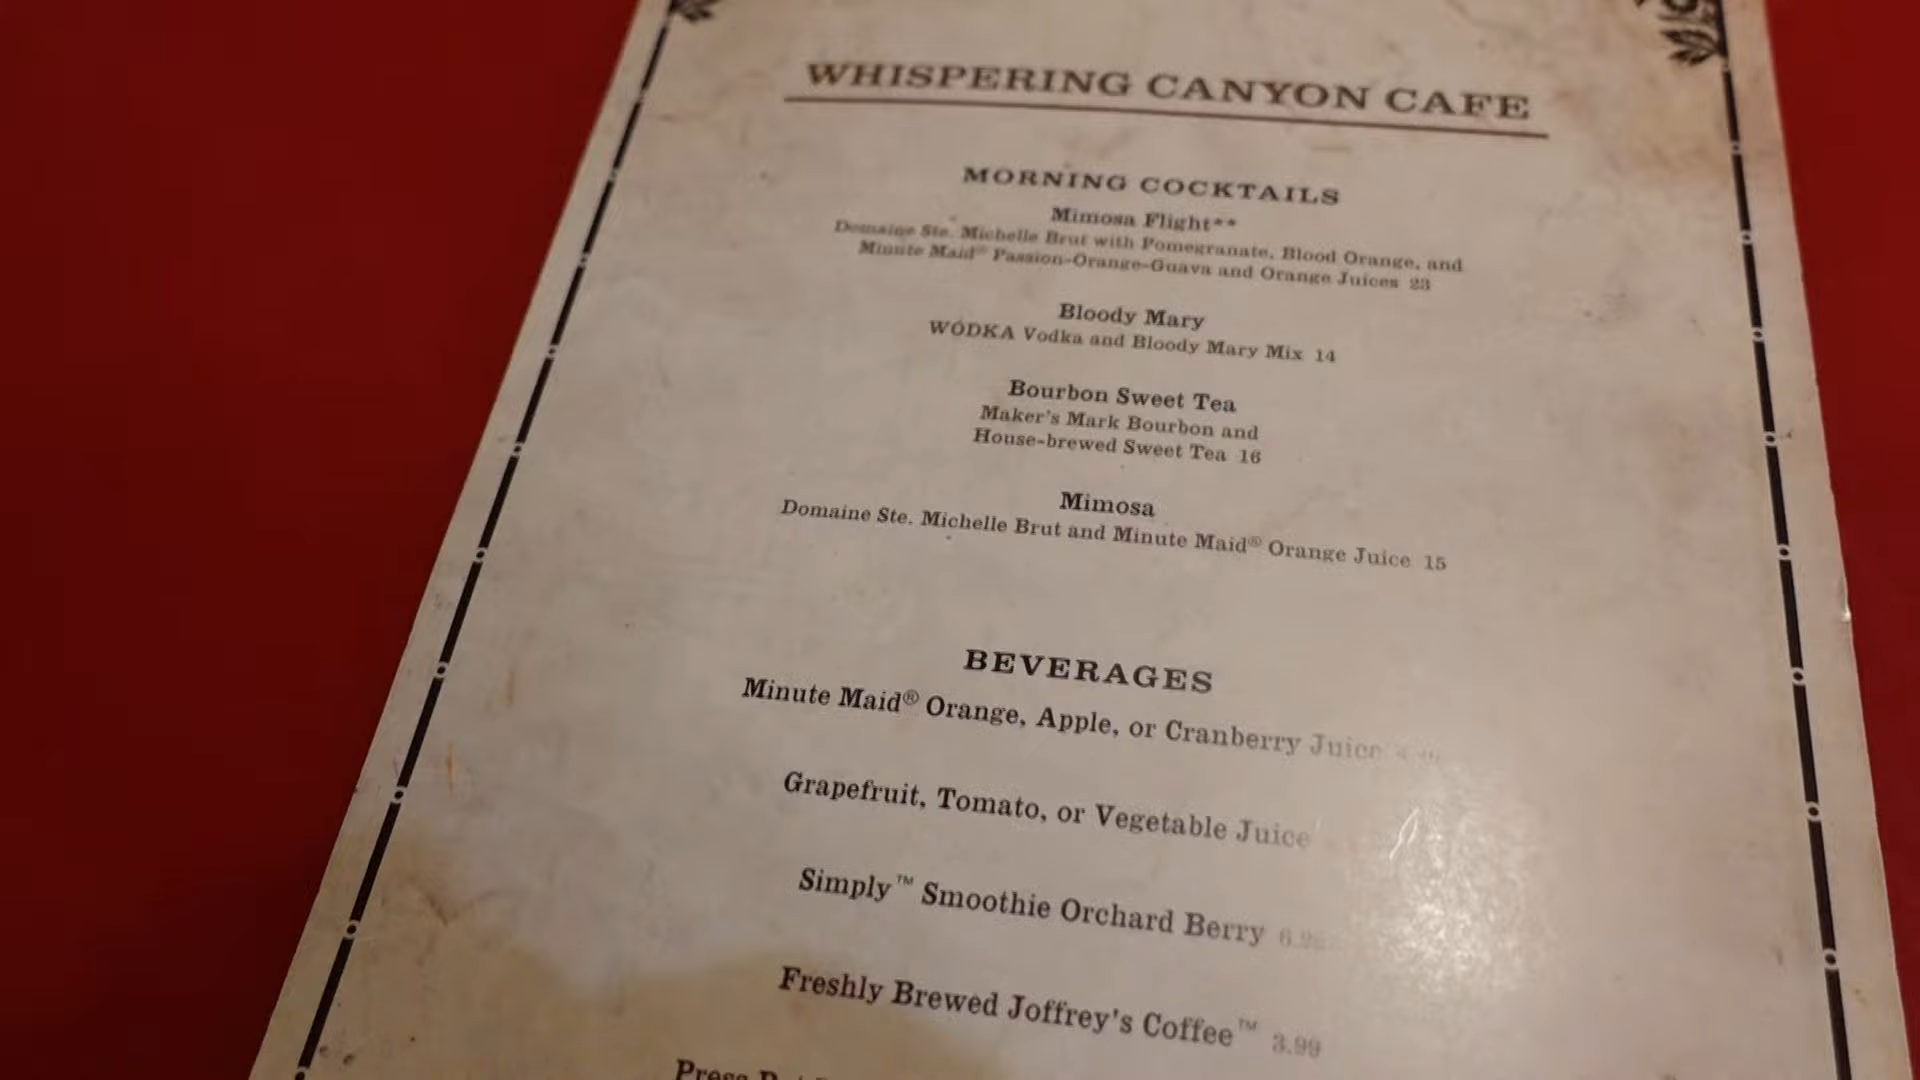 WHISPERING CANYON CAFE
MORNING COCKTAILS
Mimosa Flight**
Domaine Ste. Michelle Brut with Pomegranate, Blood Orange, and
Minute Maid® Passion-Orange-Guava and Orange Juices 23
Bloody Mary
WÓDKA Vodka and Bloody Mary Mix 14
Bourbon Sweet Tea
Maker's Mark Bourbon and
House-brewed Sweet Tea 16
Mimosa
Domaine Ste. Michelle Brut and Minute Maid® Orange Juice 15
BEVERAGES
Minute Maid® Orange, Apple, or Cranberry Juice
Grapefruit, Tomato, or Vegetable Juice
Simply™ Smoothie Orchard Berry
Freshly Brewed Joffrey's Coffee™ 3.99